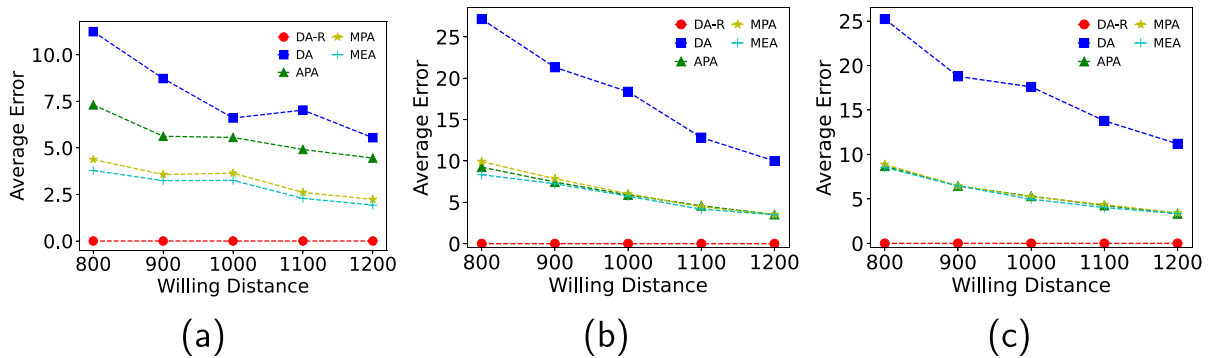 Average Error
10.0
7.5
5.0
2.5
0.0
DA-R
DA
APA
MPA
MEA
800 900 1000 1100 1200
Willing Distance
(a)
Average Error
25
20
15
10
5
0
DA-R
DA
APA
MPA
MEA
800 900 1000 1100 1200
Willing Distance
(b)
Average Error
25
20
15
10
5
0
DA-R
DA
APA
MPA
MEA
800 900 1000 1100 1200
Willing Distance
(c)